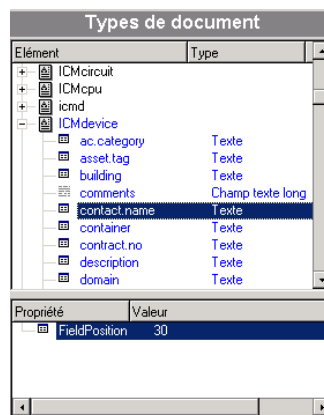 Types de document
Elément Type
ICMcircuit
ICMcpu
icmd
ICMdevice
ac.category Texte
asset.tag Texte
building Texte
comments Champ texte long
contact.name Texte
container Texte
contract.no Texte
description Texte
domain Texte
Propriété Valeur
FieldPosition 30